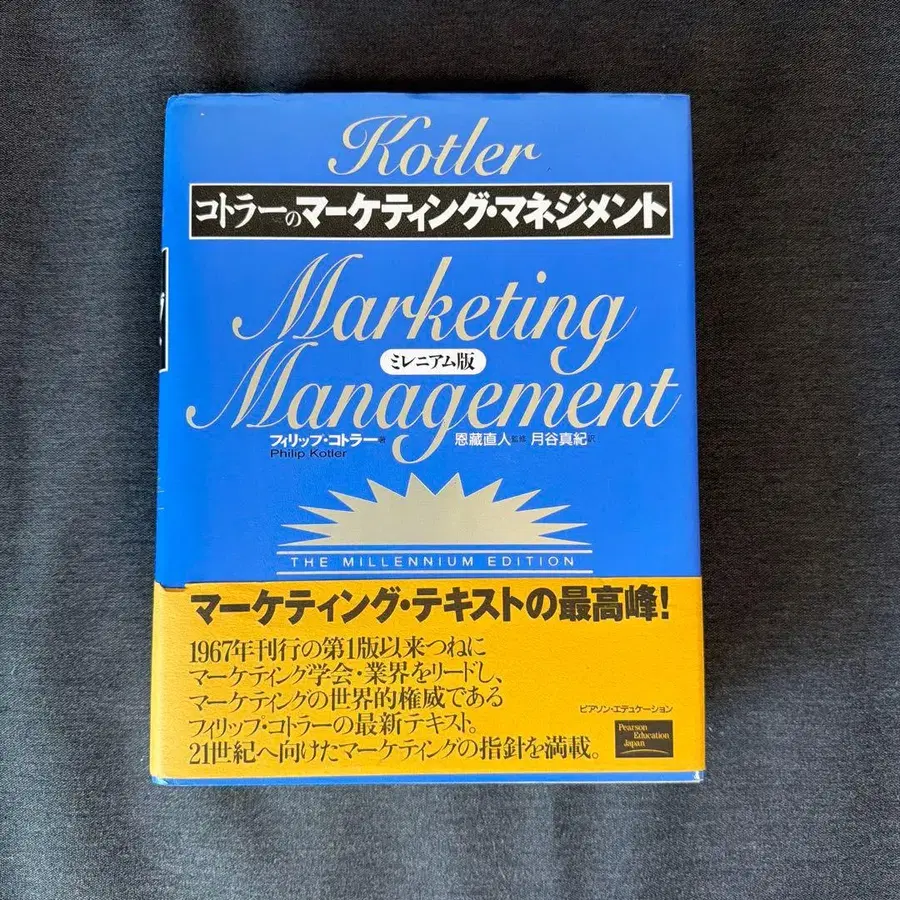 Kotler
コトラーのマーケティング・マネジメント
Marketing
ミレニアム版
Management
フィリップ・コトラー 著
Philip Kotler
恩藏直人 監修 月谷真紀 訳
THE MILLENNIUM EDITION
マーケティング・テキストの最高峰!
1967年刊行の第1版以来つねに
マーケティング学会・業界をリードし、
マーケティングの世界的権威である
フィリップ・コトラーの最新テキスト。
21世紀へ向けたマーケティングの指針を満載。
ピアソン・エデュケーション
Pearson
Education
Japan